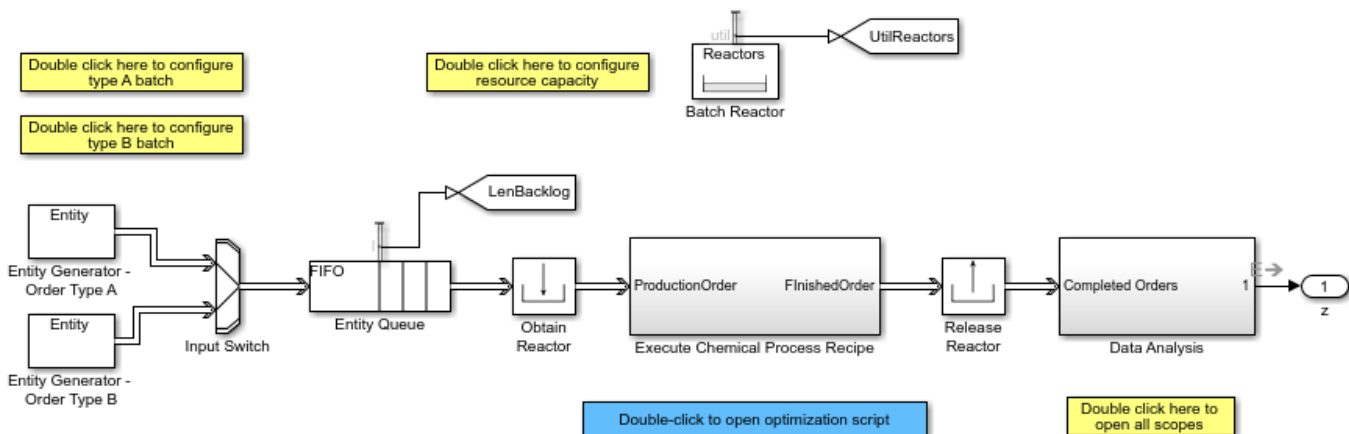 util
Reactors
UtilReactors
Batch Reactor
Double click here to configure
type A batch
Double click here to configure
resource capacity
Double click here to configure
type B batch
LenBacklog
l
Entity
Entity Generator -
Order Type A
Entity
Entity Generator -
Order Type B
Input Switch
FIFO
Entity Queue
Obtain
Reactor
ProductionOrder
FInishedOrder
Execute Chemical Process Recipe
Release
Reactor
Completed Orders
1
Data Analysis
E
1
z
Double-click to open optimization script
Double click here to
open all scopes